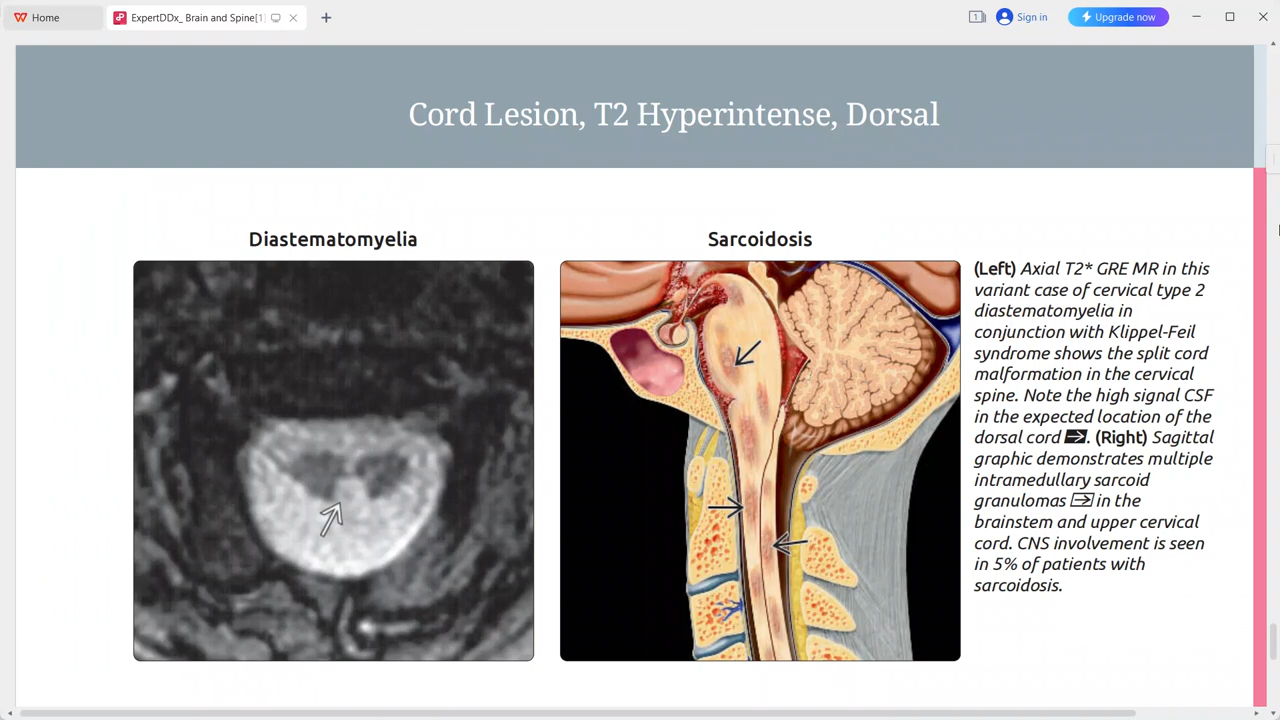 Home
ExpertDDx_ Brain and Spine[1]
1
Sign in
Upgrade now
Cord Lesion, T2 Hyperintense, Dorsal
Diastematomyelia
Sarcoidosis
(Left) Axial T2* GRE MR in this
variant case of cervical type 2
diastematomyelia in
conjunction with Klippel-Feil
syndrome shows the split cord
malformation in the cervical
spine. Note the high signal CSF
in the expected location of the
dorsal cord. (Right) Sagittal
graphic demonstrates multiple
intramedullary sarcoid
granulomas in the
brainstem and upper cervical
cord. CNS involvement is seen
in 5% of patients with
sarcoidosis.